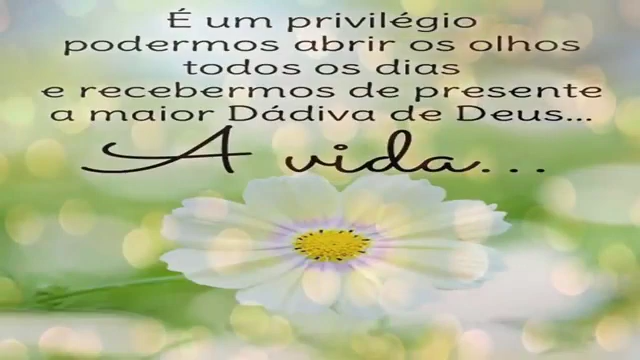 É um privilégio
podermos abrir os olhos
todos os dias
e recebermos de presente
a maior Dádiva de Deus...
A vida...